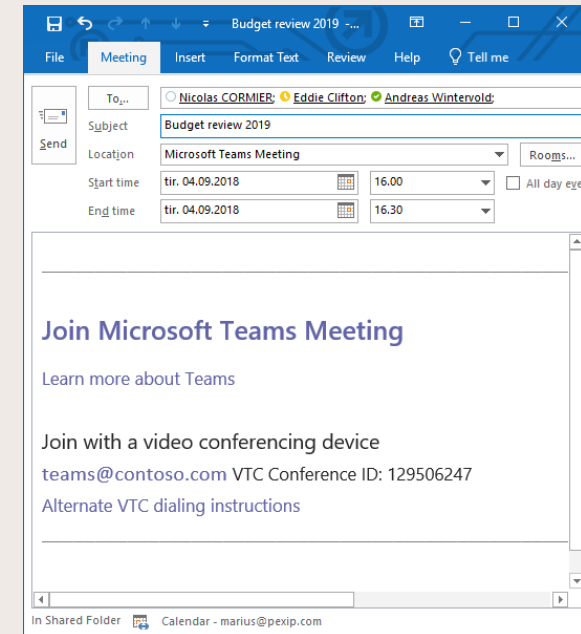 Budget review 2019 -...
File Meeting Insert Format Text Review Help Tell me
To... Nicolas CORMIER; Eddie Clifton; Andreas Wintervold;
Subject Budget review 2019
Send
Location Microsoft Teams Meeting Rooms...
Start time tir. 04.09.2018 16.00 All day eve
End time tir. 04.09.2018 16.30
Join Microsoft Teams Meeting
Learn more about Teams
Join with a video conferencing device
teams@contoso.com VTC Conference ID: 129506247
Alternate VTC dialing instructions
In Shared Folder Calendar - marius@pexip.com